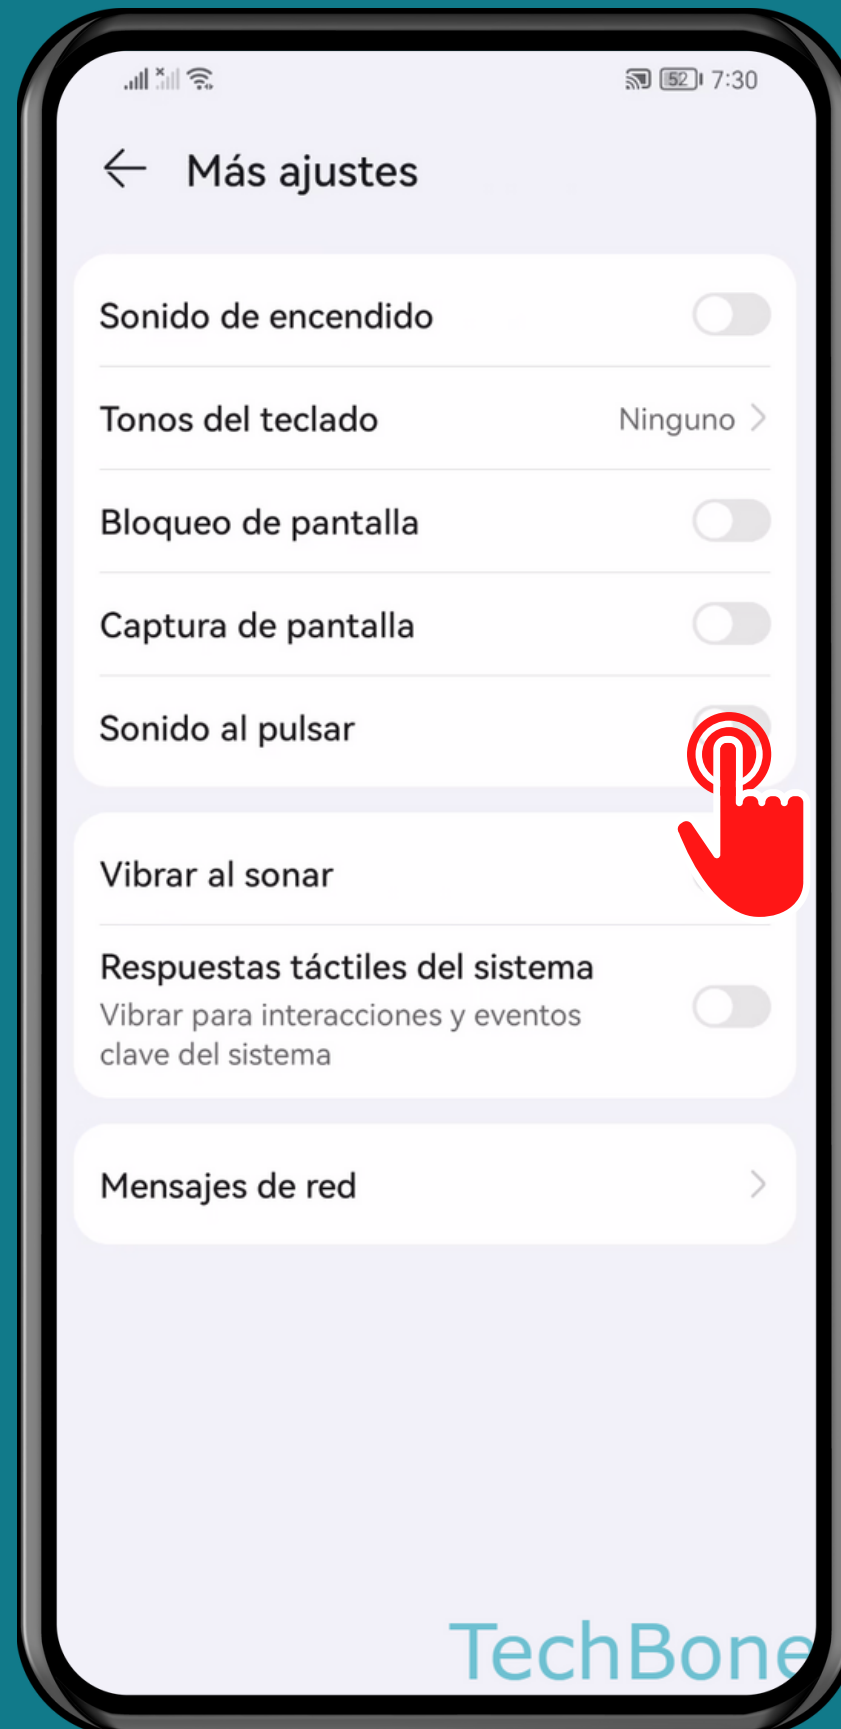 52 7:30
Más ajustes
Sonido de encendido
Tonos del teclado Ninguno
Bloqueo de pantalla
Captura de pantalla
Sonido al pulsar
Vibrar al sonar
Respuestas táctiles del sistema
Vibrar para interacciones y eventos
clave del sistema
Mensajes de red
TechBone